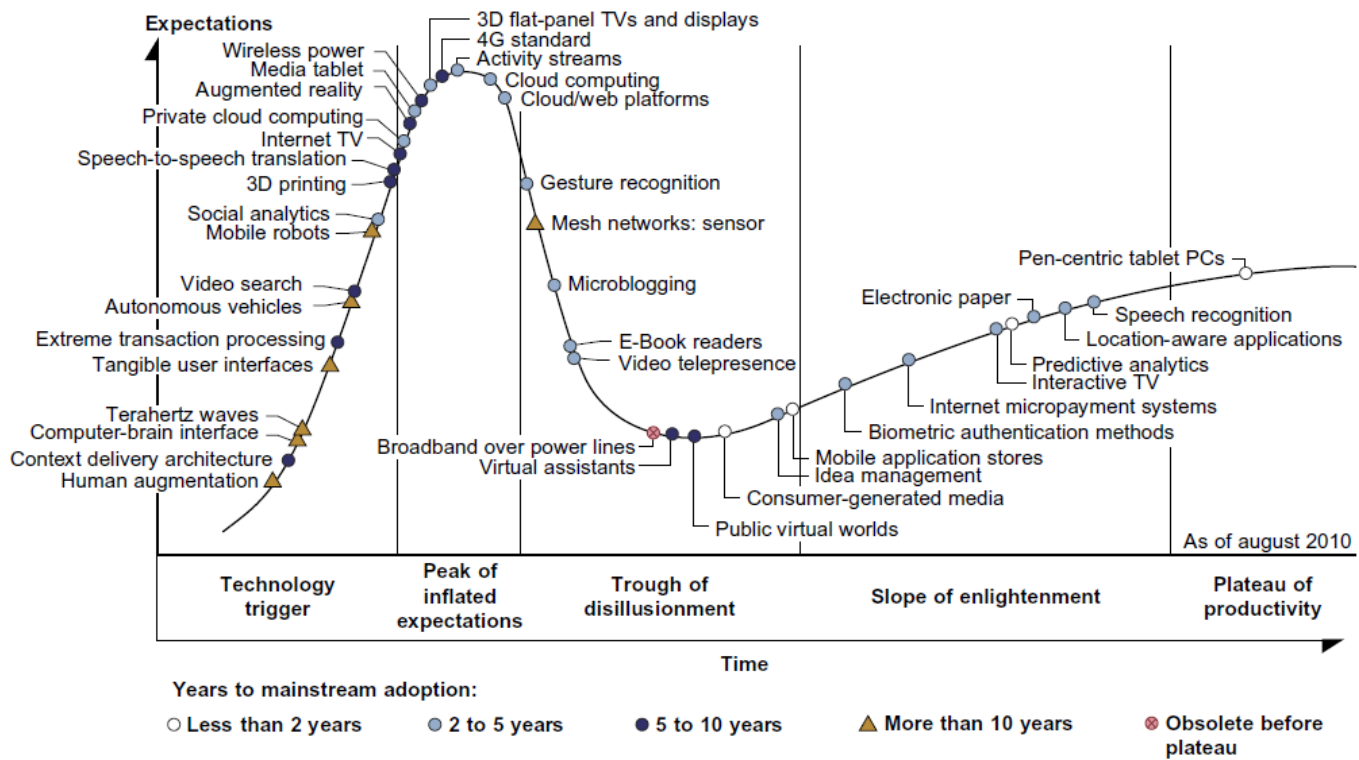 Expectations
3D flat-panel TVs and displays
Wireless power
4G standard
Media tablet
Activity streams
Augmented reality
Cloud computing
Private cloud computing
Cloud/web platforms
Internet TV
Speech-to-speech translation
3D printing
Gesture recognition
Social analytics
Mobile robots
Mesh networks: sensor
Pen-centric tablet PCs
Video search
Microblogging
Autonomous vehicles
Electronic paper
Speech recognition
Extreme transaction processing
E-Book readers
Location-aware applications
Tangible user interfaces
Video telepresence
Predictive analytics
Interactive TV
Terahertz waves
Internet micropayment systems
Computer-brain interface
Biometric authentication methods
Broadband over power lines
Context delivery architecture
Virtual assistants
Mobile application stores
Human augmentation
Idea management
Consumer-generated media
Public virtual worlds
As of august 2010
Technology
trigger
Peak of
inflated
expectations
Trough of
disillusionment
Slope of enlightenment
Plateau of
productivity
Time
Years to mainstream adoption:
Less than 2 years
2 to 5 years
5 to 10 years
More than 10 years
Obsolete before
plateau